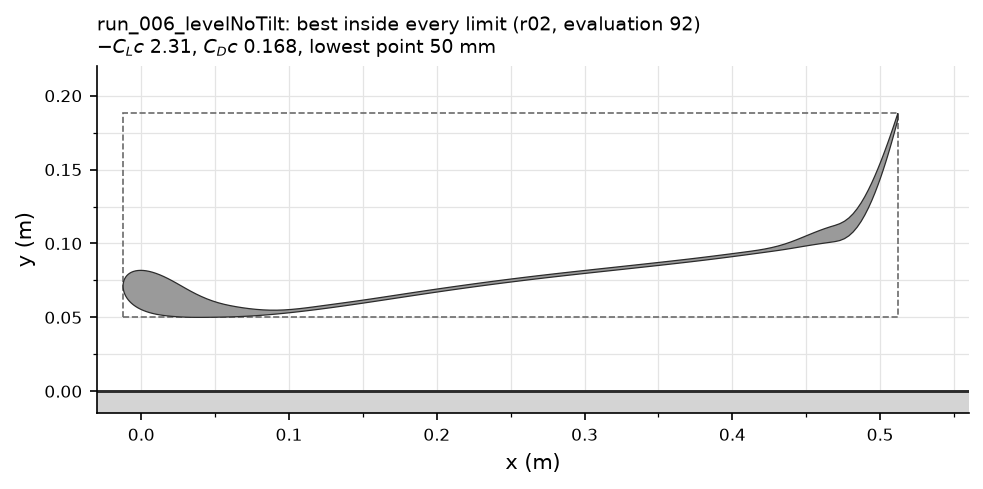 run_006_levelNoTilt: best inside every limit (r02, evaluation 92)
−C_Lc 2.31, C_Dc 0.168, lowest point 50 mm
y (m)
0.20
0.15
0.10
0.05
0.00
0.0 0.1 0.2 0.3 0.4 0.5
x (m)